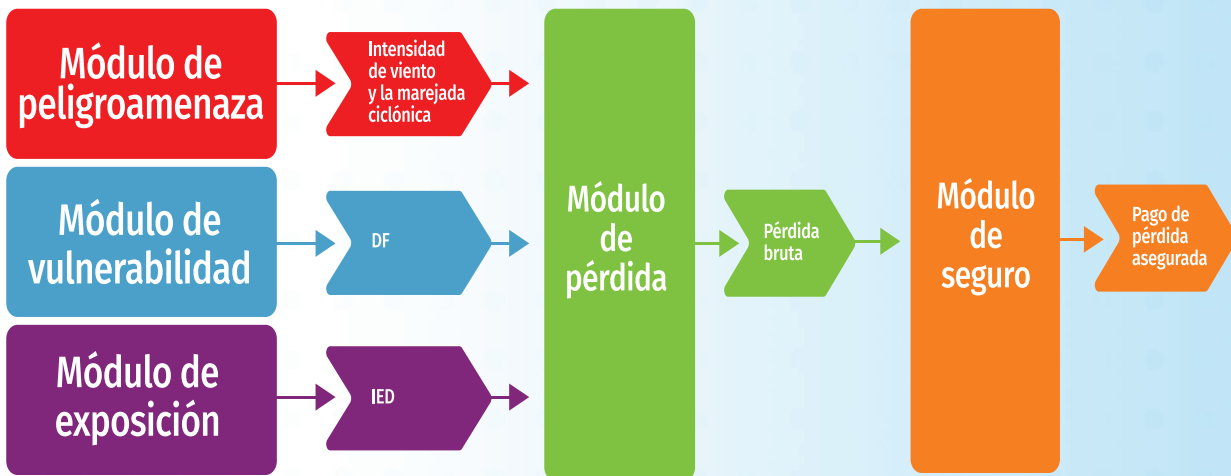 Módulo de
peligroamenaza
Intensidad
de viento
y la marejada
ciclónica
Módulo de
vulnerabilidad
DF
Módulo de
exposición
IED
Módulo
de
pérdida
Pérdida
bruta
Módulo
de
seguro
Pago de
pérdida
asegurada